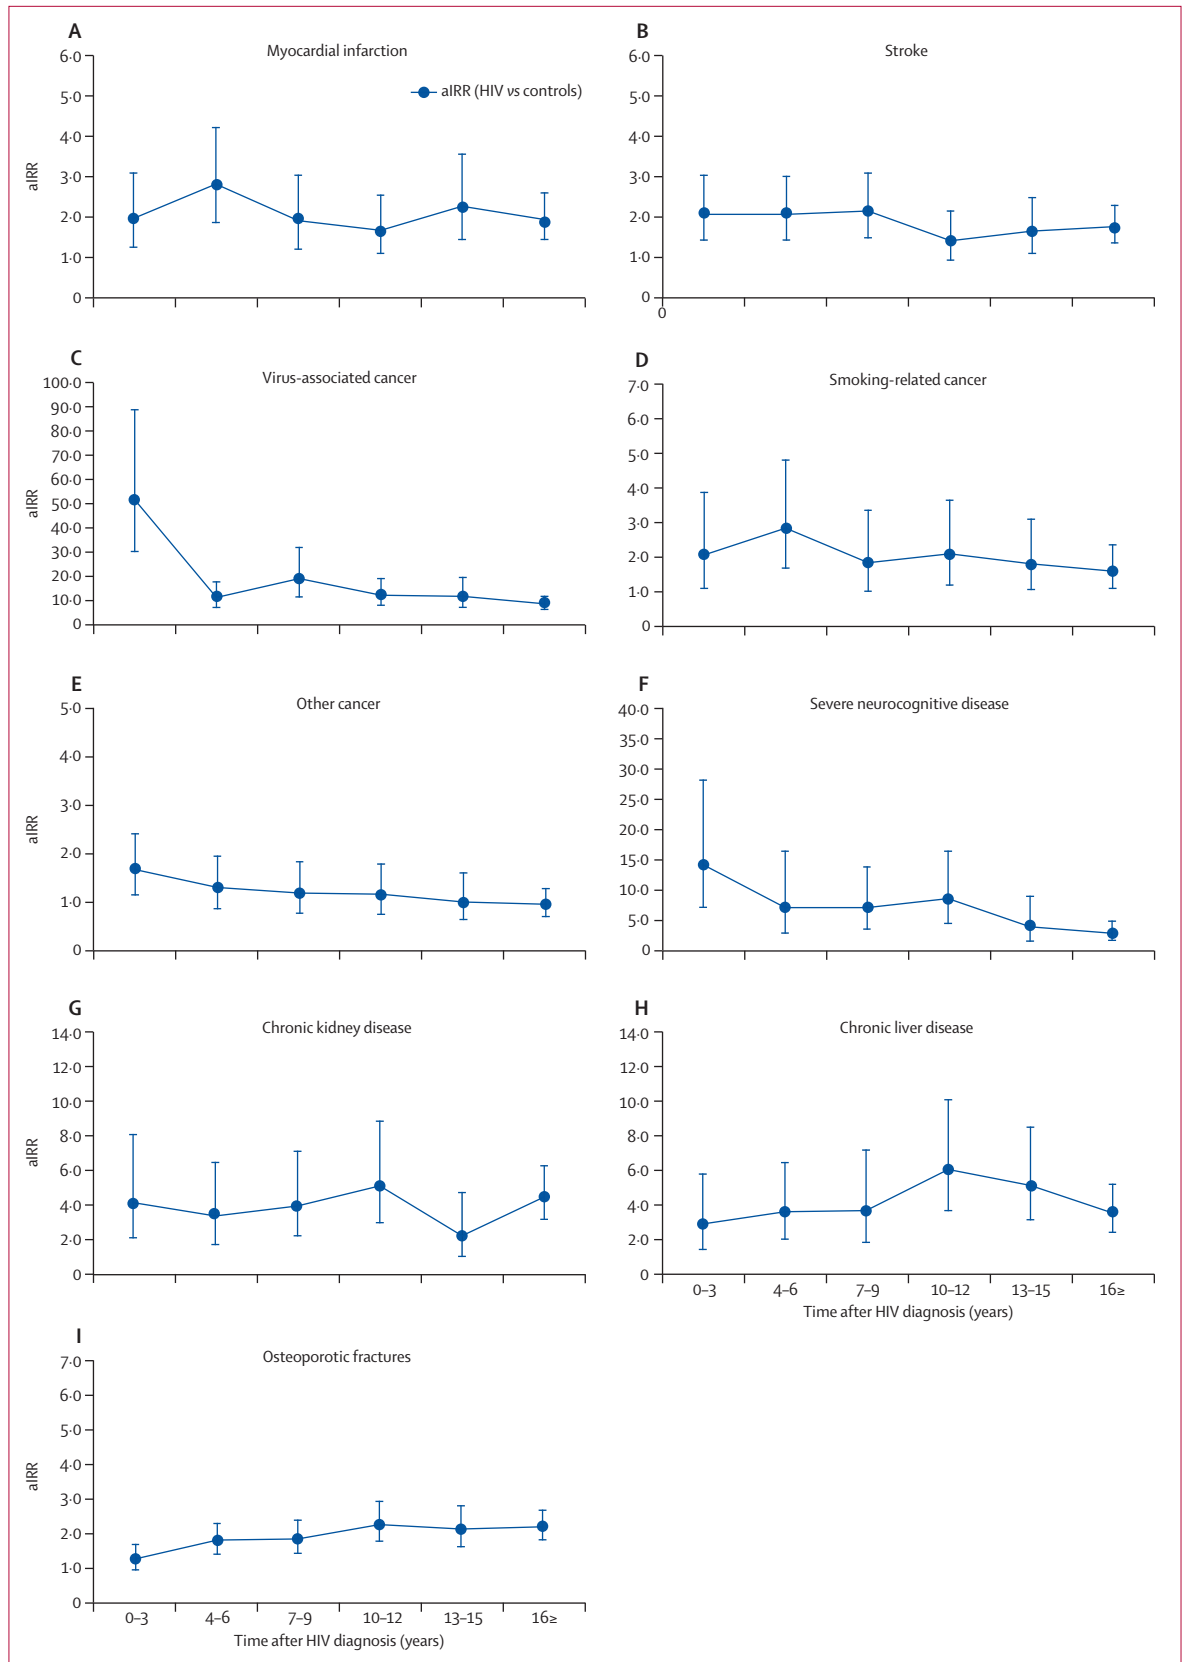 A
Myocardial infarction
aIRR (HIV vs controls)
aIRR
6·0
5·0
4·0
3·0
2·0
1·0
0
B
Stroke
6·0
5·0
4·0
3·0
2·0
1·0
0
0
C
Virus-associated cancer
aIRR
100·0
90·0
80·0
70·0
60·0
50·0
40·0
30·0
20·0
10·0
0
D
Smoking-related cancer
7·0
6·0
5·0
4·0
3·0
2·0
1·0
0
E
Other cancer
aIRR
5·0
4·0
3·0
2·0
1·0
0
F
Severe neurocognitive disease
40·0
35·0
30·0
25·0
20·0
15·0
10·0
5·0
0
G
Chronic kidney disease
aIRR
14·0
12·0
10·0
8·0
6·0
4·0
2·0
0
H
Chronic liver disease
14·0
12·0
10·0
8·0
6·0
4·0
2·0
0
0–3 4–6 7–9 10–12 13–15 16≥
Time after HIV diagnosis (years)
I
Osteoporotic fractures
aIRR
7·0
6·0
5·0
4·0
3·0
2·0
1·0
0
0–3 4–6 7–9 10–12 13–15 16≥
Time after HIV diagnosis (years)